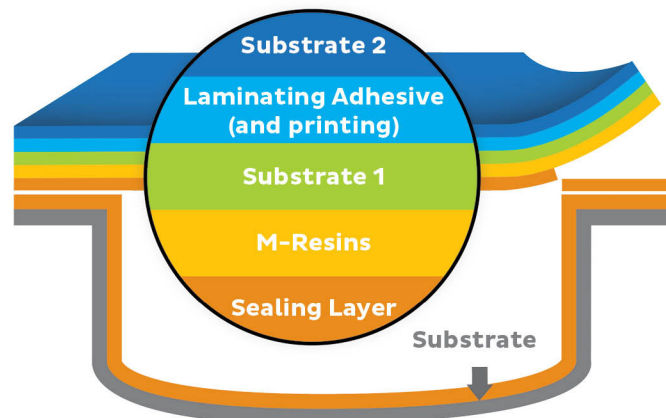 Substrate 2
Laminating Adhesive
(and printing)
Substrate 1
M-Resins
Sealing Layer
Substrate